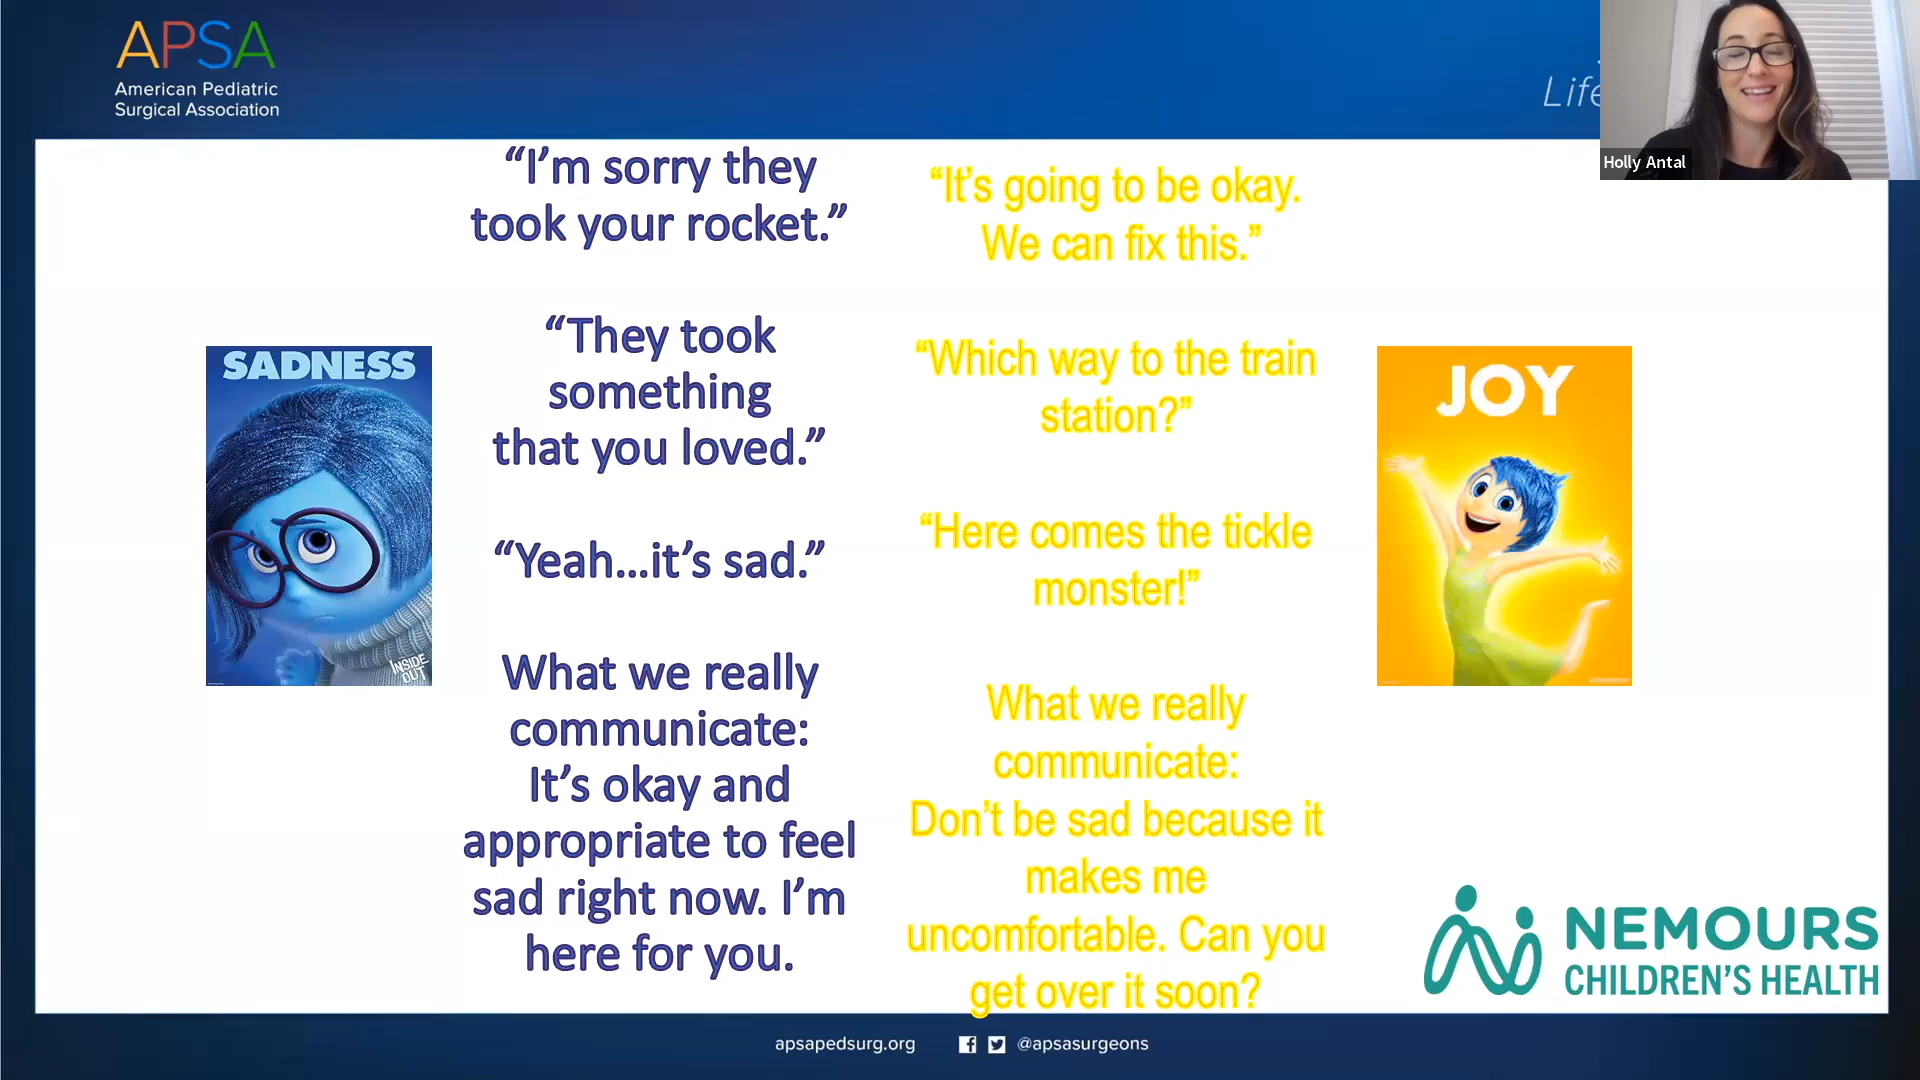 APSA
American Pediatric
Surgical Association
Life
Holly Antal
“I’m sorry they
took your rocket.”
“They took
something
that you loved.”
“Yeah...it’s sad.”
What we really
communicate:
It’s okay and
appropriate to feel
sad right now. I’m
here for you.
“It’s going to be okay.
We can fix this.”
“Which way to the train
station?”
“Here comes the tickle
monster!”
What we really
communicate:
Don’t be sad because it
makes me
uncomfortable. Can you
get over it soon?
SADNESS
INSIDE
OUT
JOY
NEMOURS
CHILDREN’S HEALTH
apsapedsurg.org
@apsasurgeons